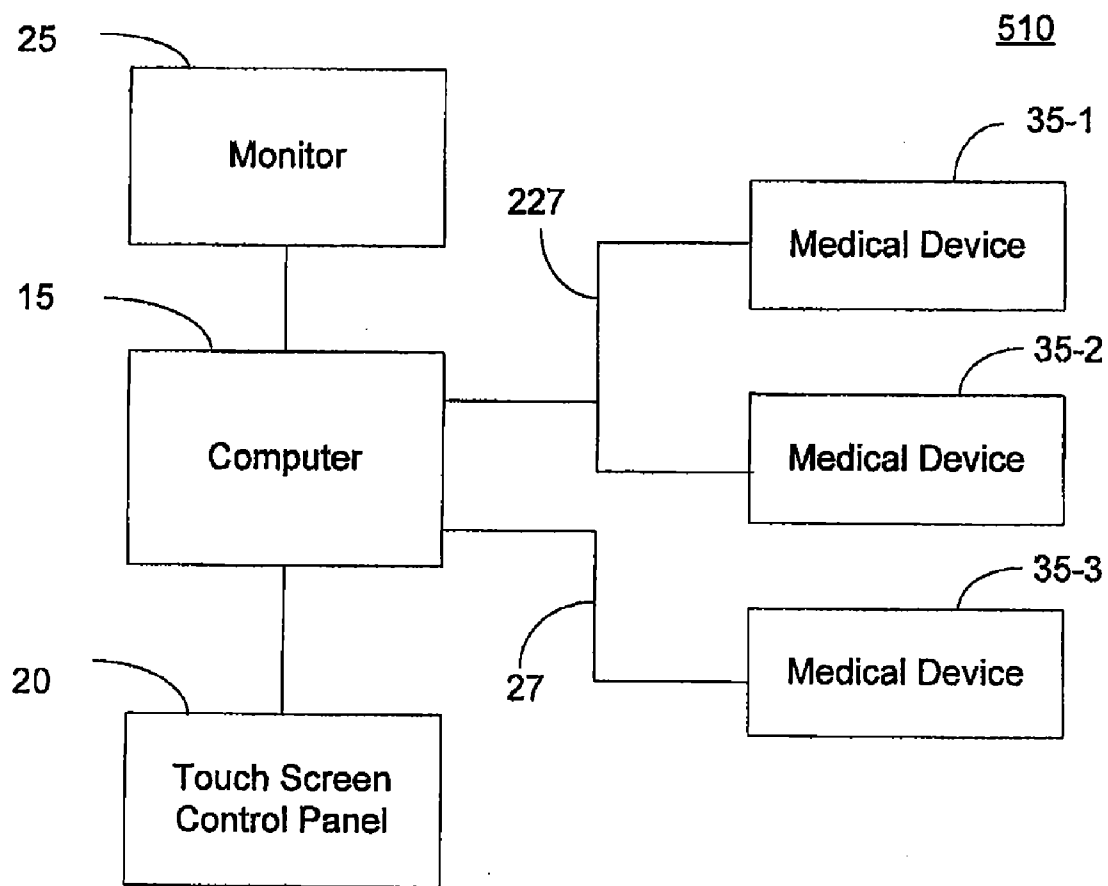 25
510
Monitor
35-1
227
Medical Device
15
35-2
Computer
Medical Device
35-3
20
27
Medical Device
Touch Screen
Control Panel